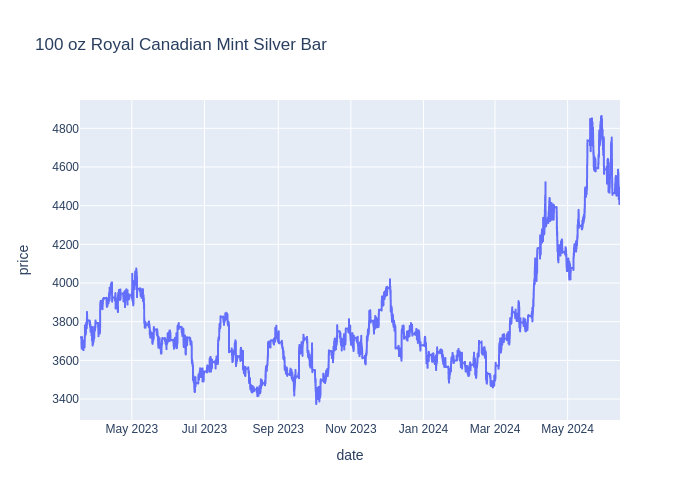 100 oz Royal Canadian Mint Silver Bar
4800
4600
4400
4200
4000
3800
3600
3400
price
May 2023 Jul 2023 Sep 2023 Nov 2023 Jan 2024 Mar 2024 May 2024
date